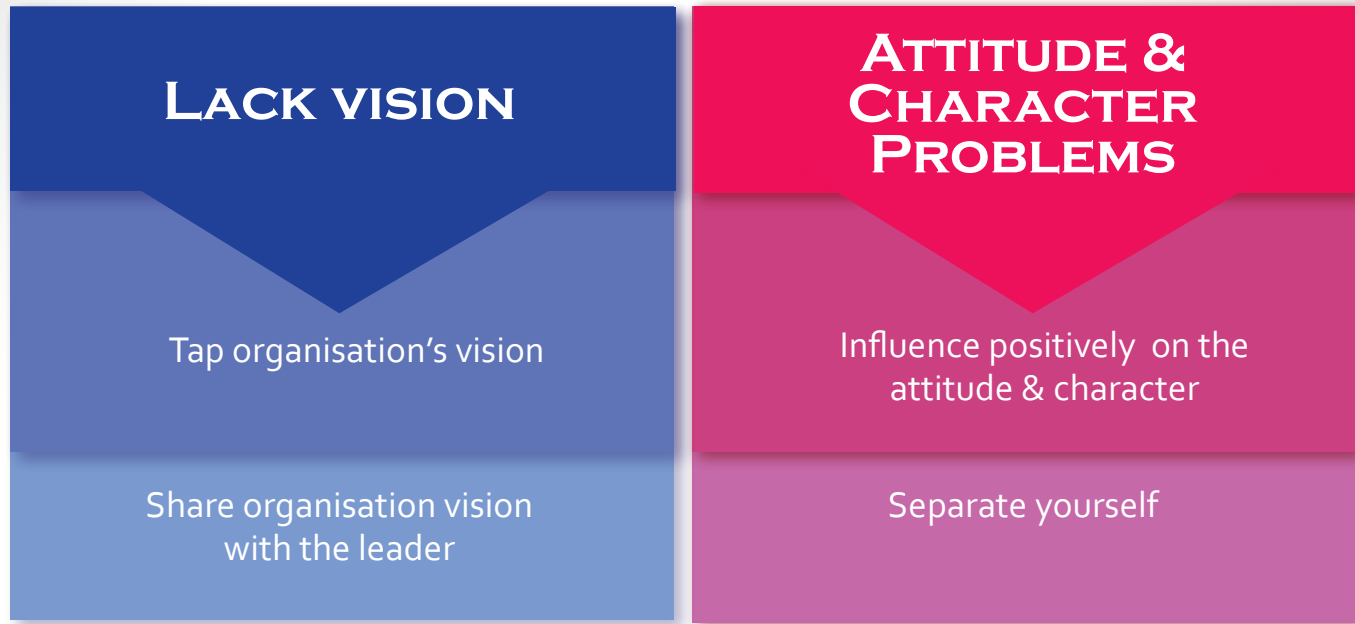 Lack vision
Tap organisation’s vision
Share organisation vision
with the leader
Attitude &
Character
Problems
Influence positively  on the
attitude & character
Separate yourself